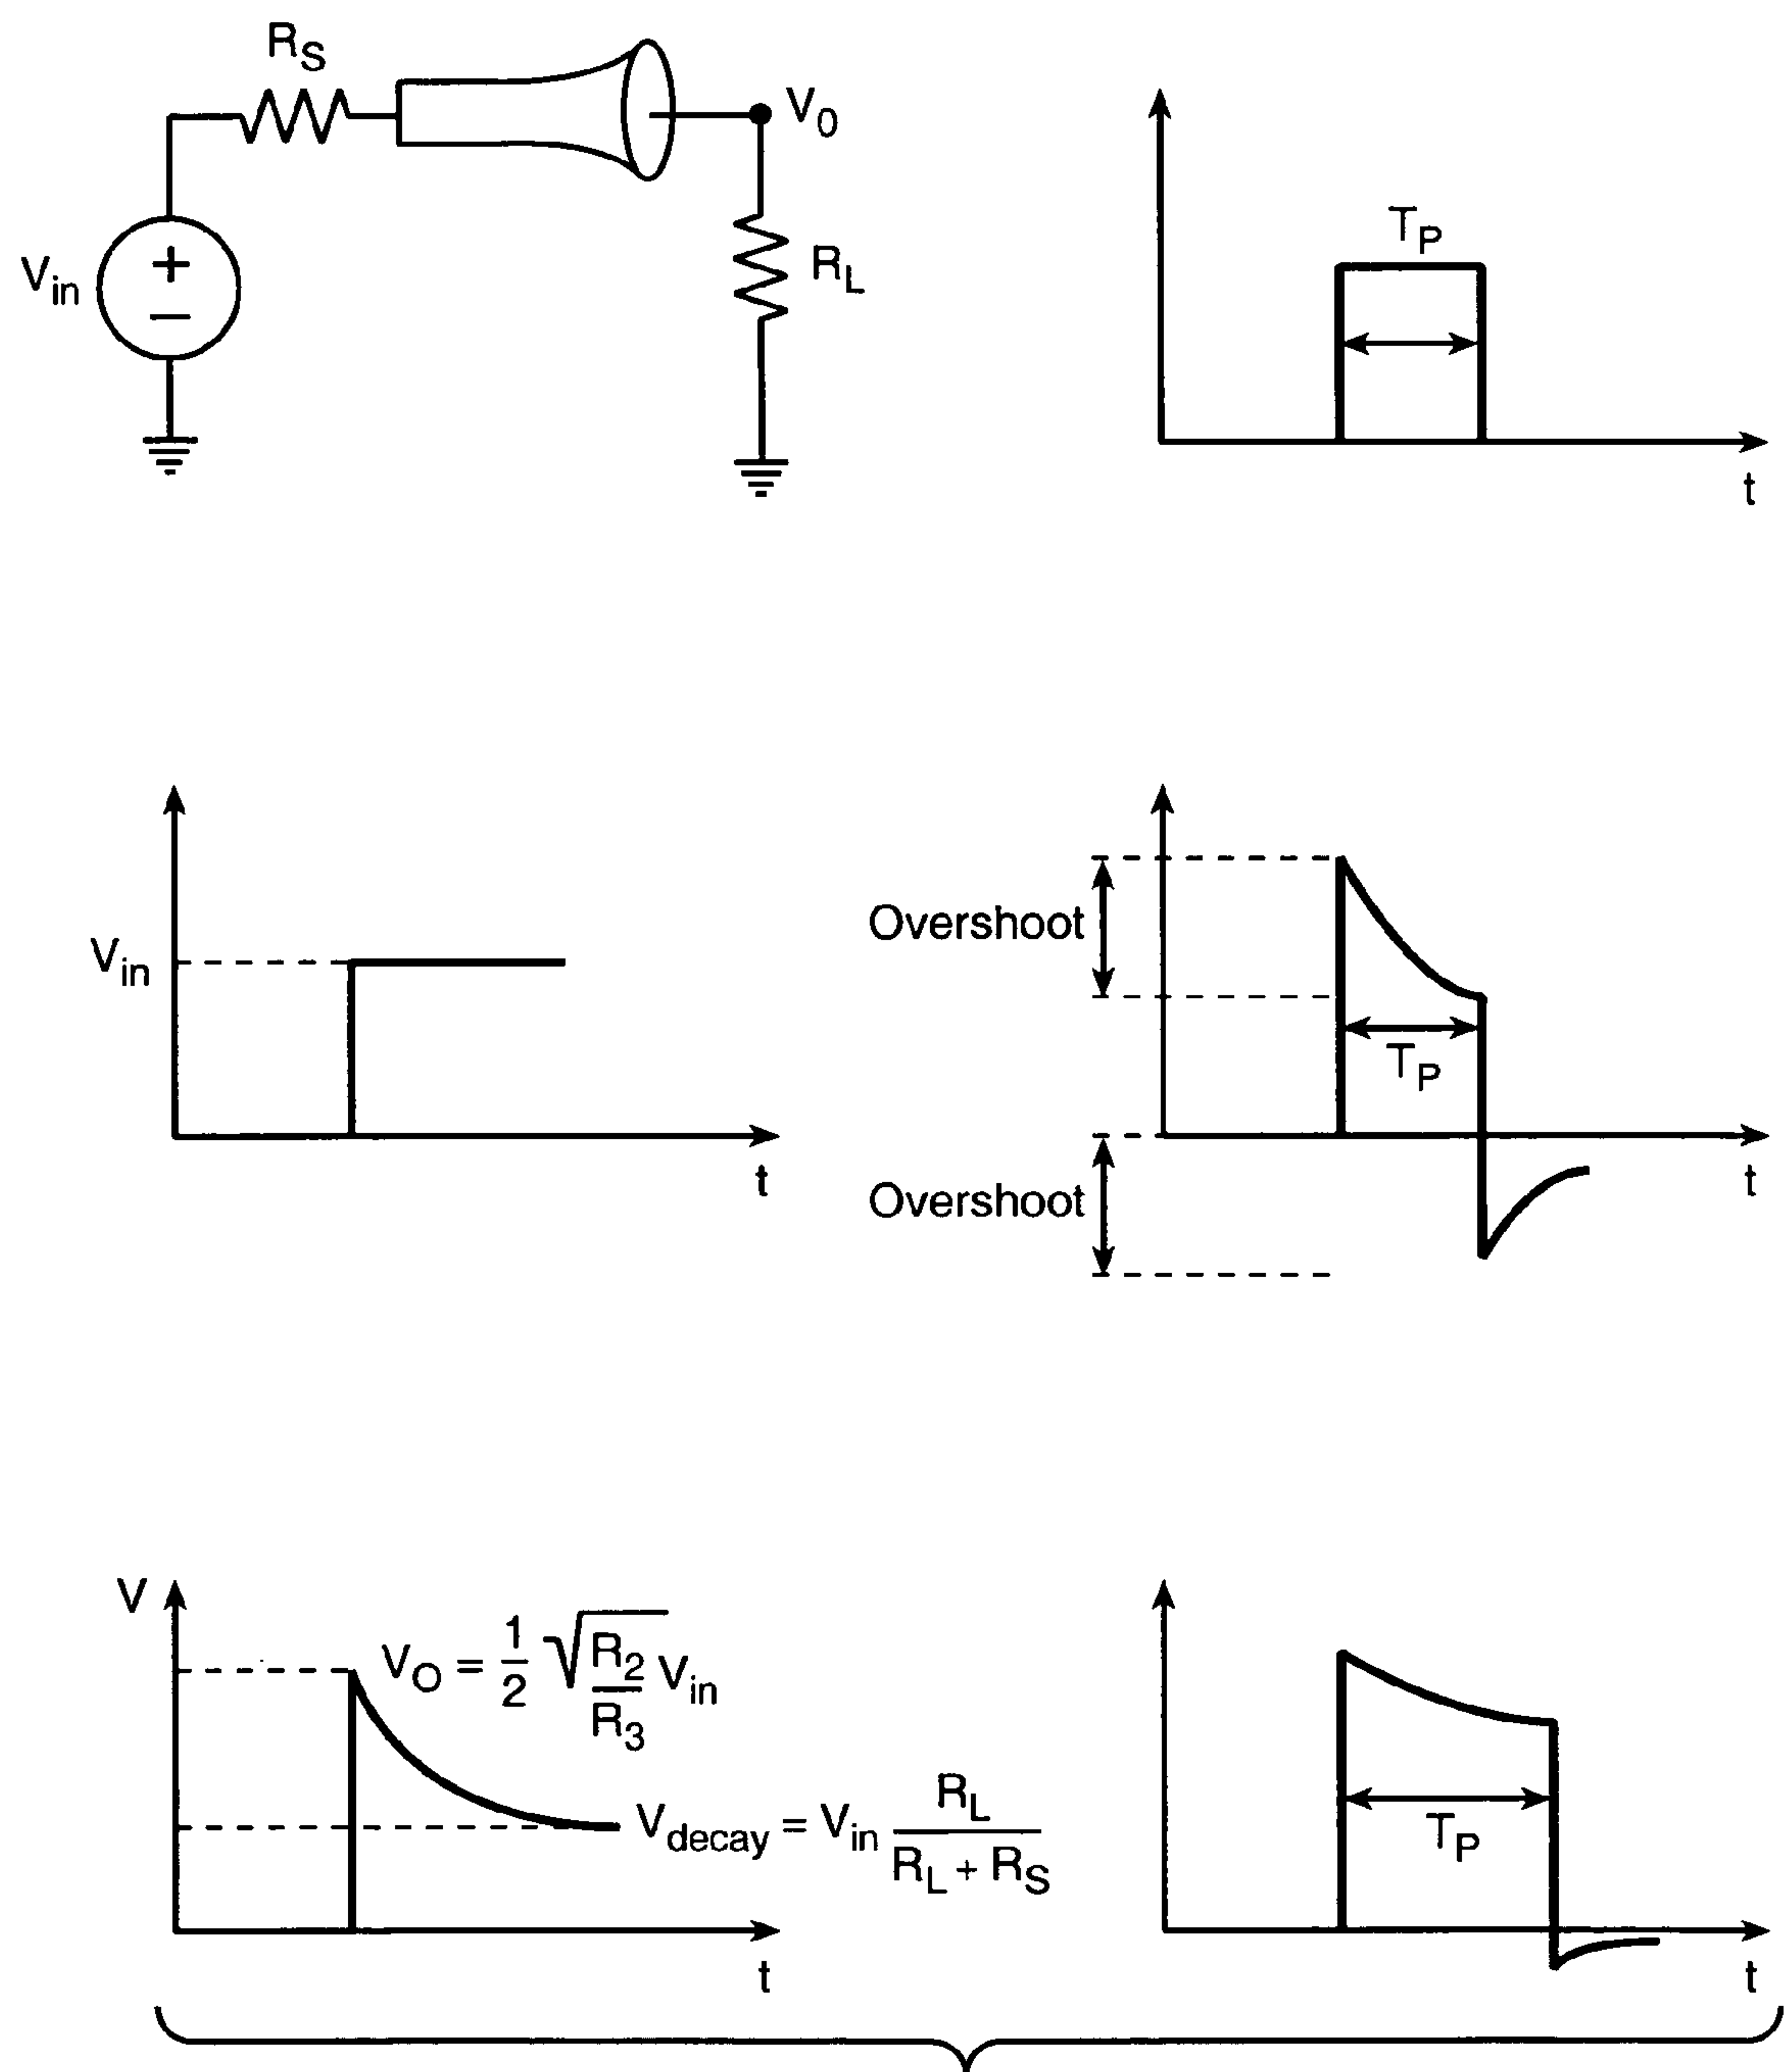 R_S
V_0
V_in
+
−
R_L
T_P
t
V_in
t
Overshoot
T_P
Overshoot
t
V
V_O = 1/2 √(R_2/R_3) V_in
V_decay = V_in R_L/(R_L + R_S)
t
T_P
t